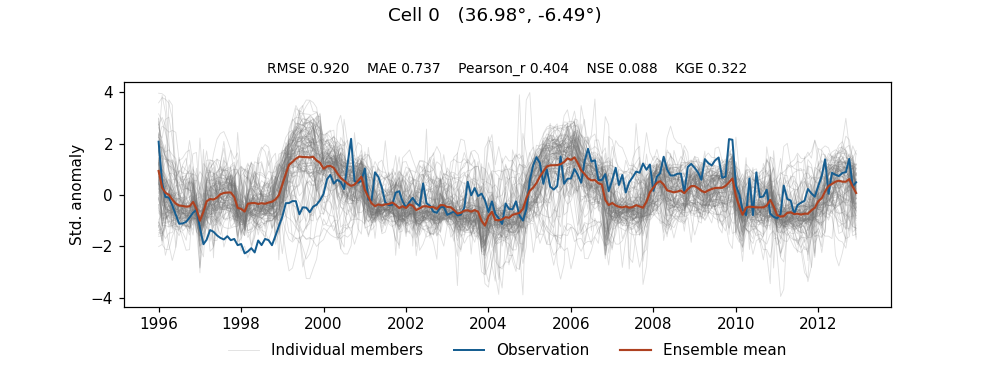 Cell 0   (36.98°, -6.49°)
RMSE 0.920    MAE 0.737    Pearson_r 0.404    NSE 0.088    KGE 0.322
Std. anomaly
4
2
0
−2
−4
1996 1998 2000 2002 2004 2006 2008 2010 2012
Individual members    Observation    Ensemble mean